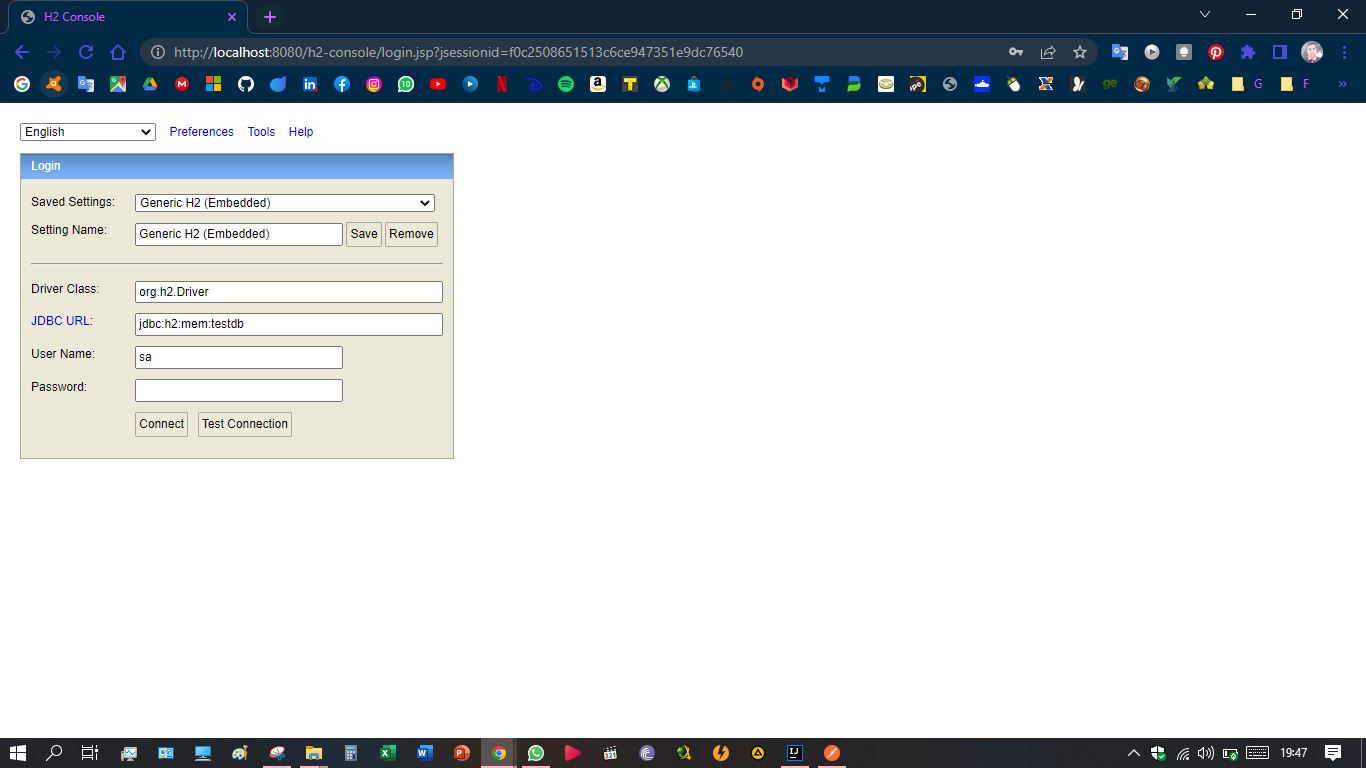 H2 Console
http://localhost:8080/h2-console/login.jsp?jsessionid=f0c2508651513c6ce947351e9dc76540
G F »
English Preferences Tools Help
Login
Saved Settings: Generic H2 (Embedded)
Setting Name: Generic H2 (Embedded) Save Remove
Driver Class: org.h2.Driver
JDBC URL: jdbc:h2:mem:testdb
User Name: sa
Password:
Connect Test Connection
19:47